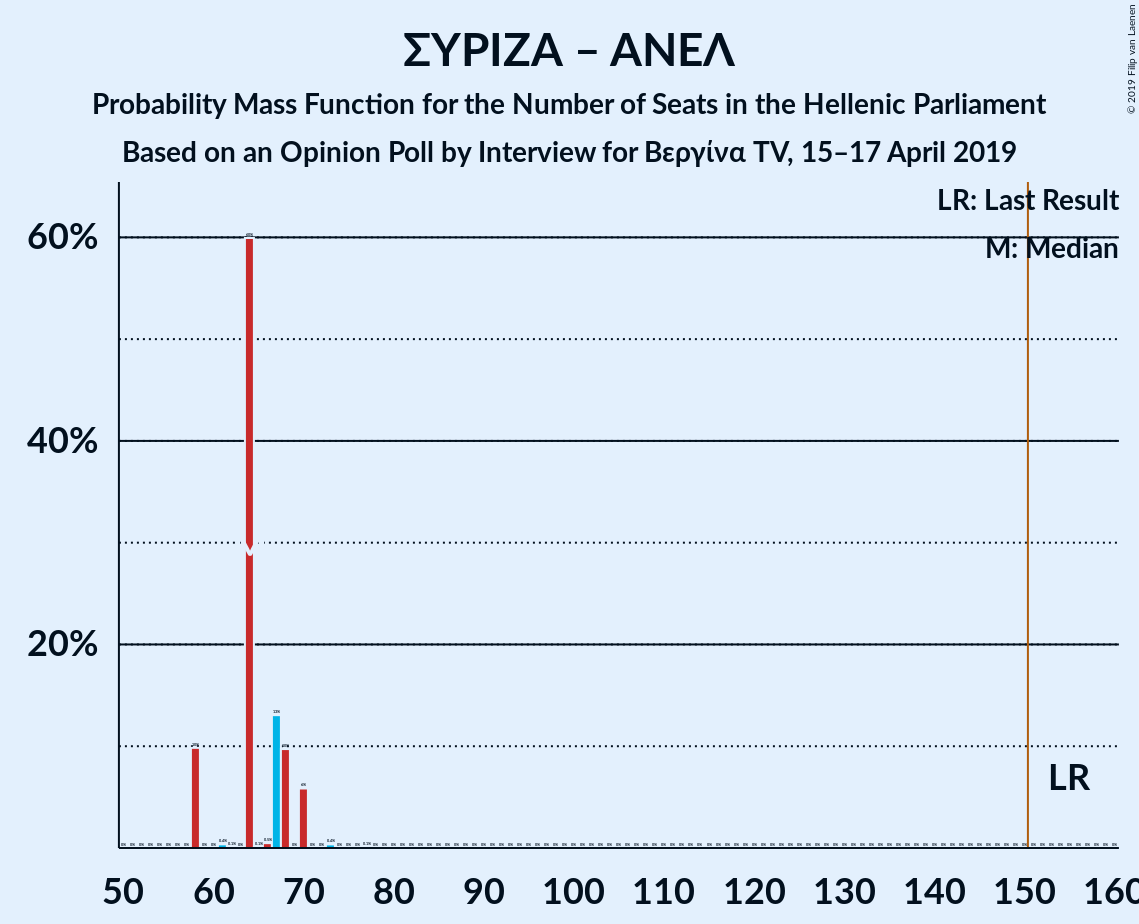 ΣΥΡΙΖΑ – ΑΝΕΛ
Probability Mass Function for the Number of Seats in the Hellenic Parliament
Based on an Opinion Poll by Interview for Βεργίνα TV, 15–17 April 2019
© 2019 Filip van Laenen
LR: Last Result
M: Median
60%
40%
20%
LR
50 60 70 80 90 100 110 120 130 140 150 160